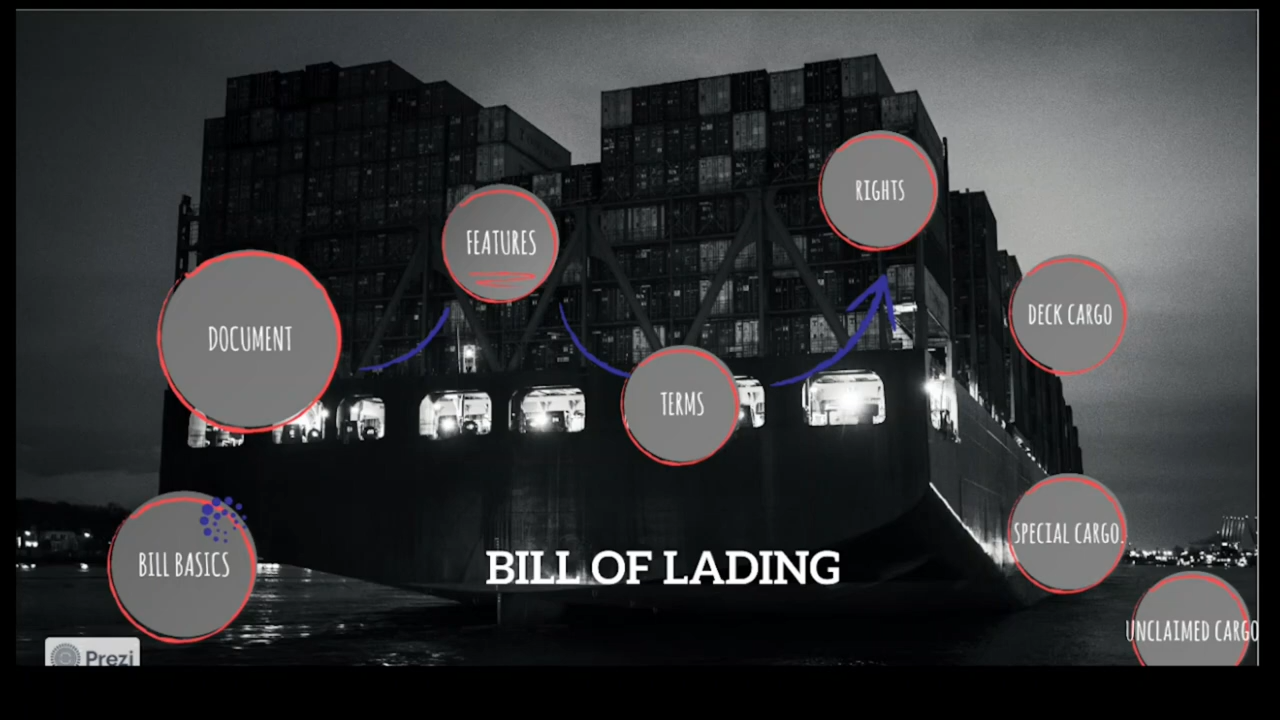 RIGHTS
FEATURES
DECK CARGO
DOCUMENT
TERMS
SPECIAL CARGO.
BILL BASICS
BILL OF LADING
UNCLAIMED CARGO
Prezi